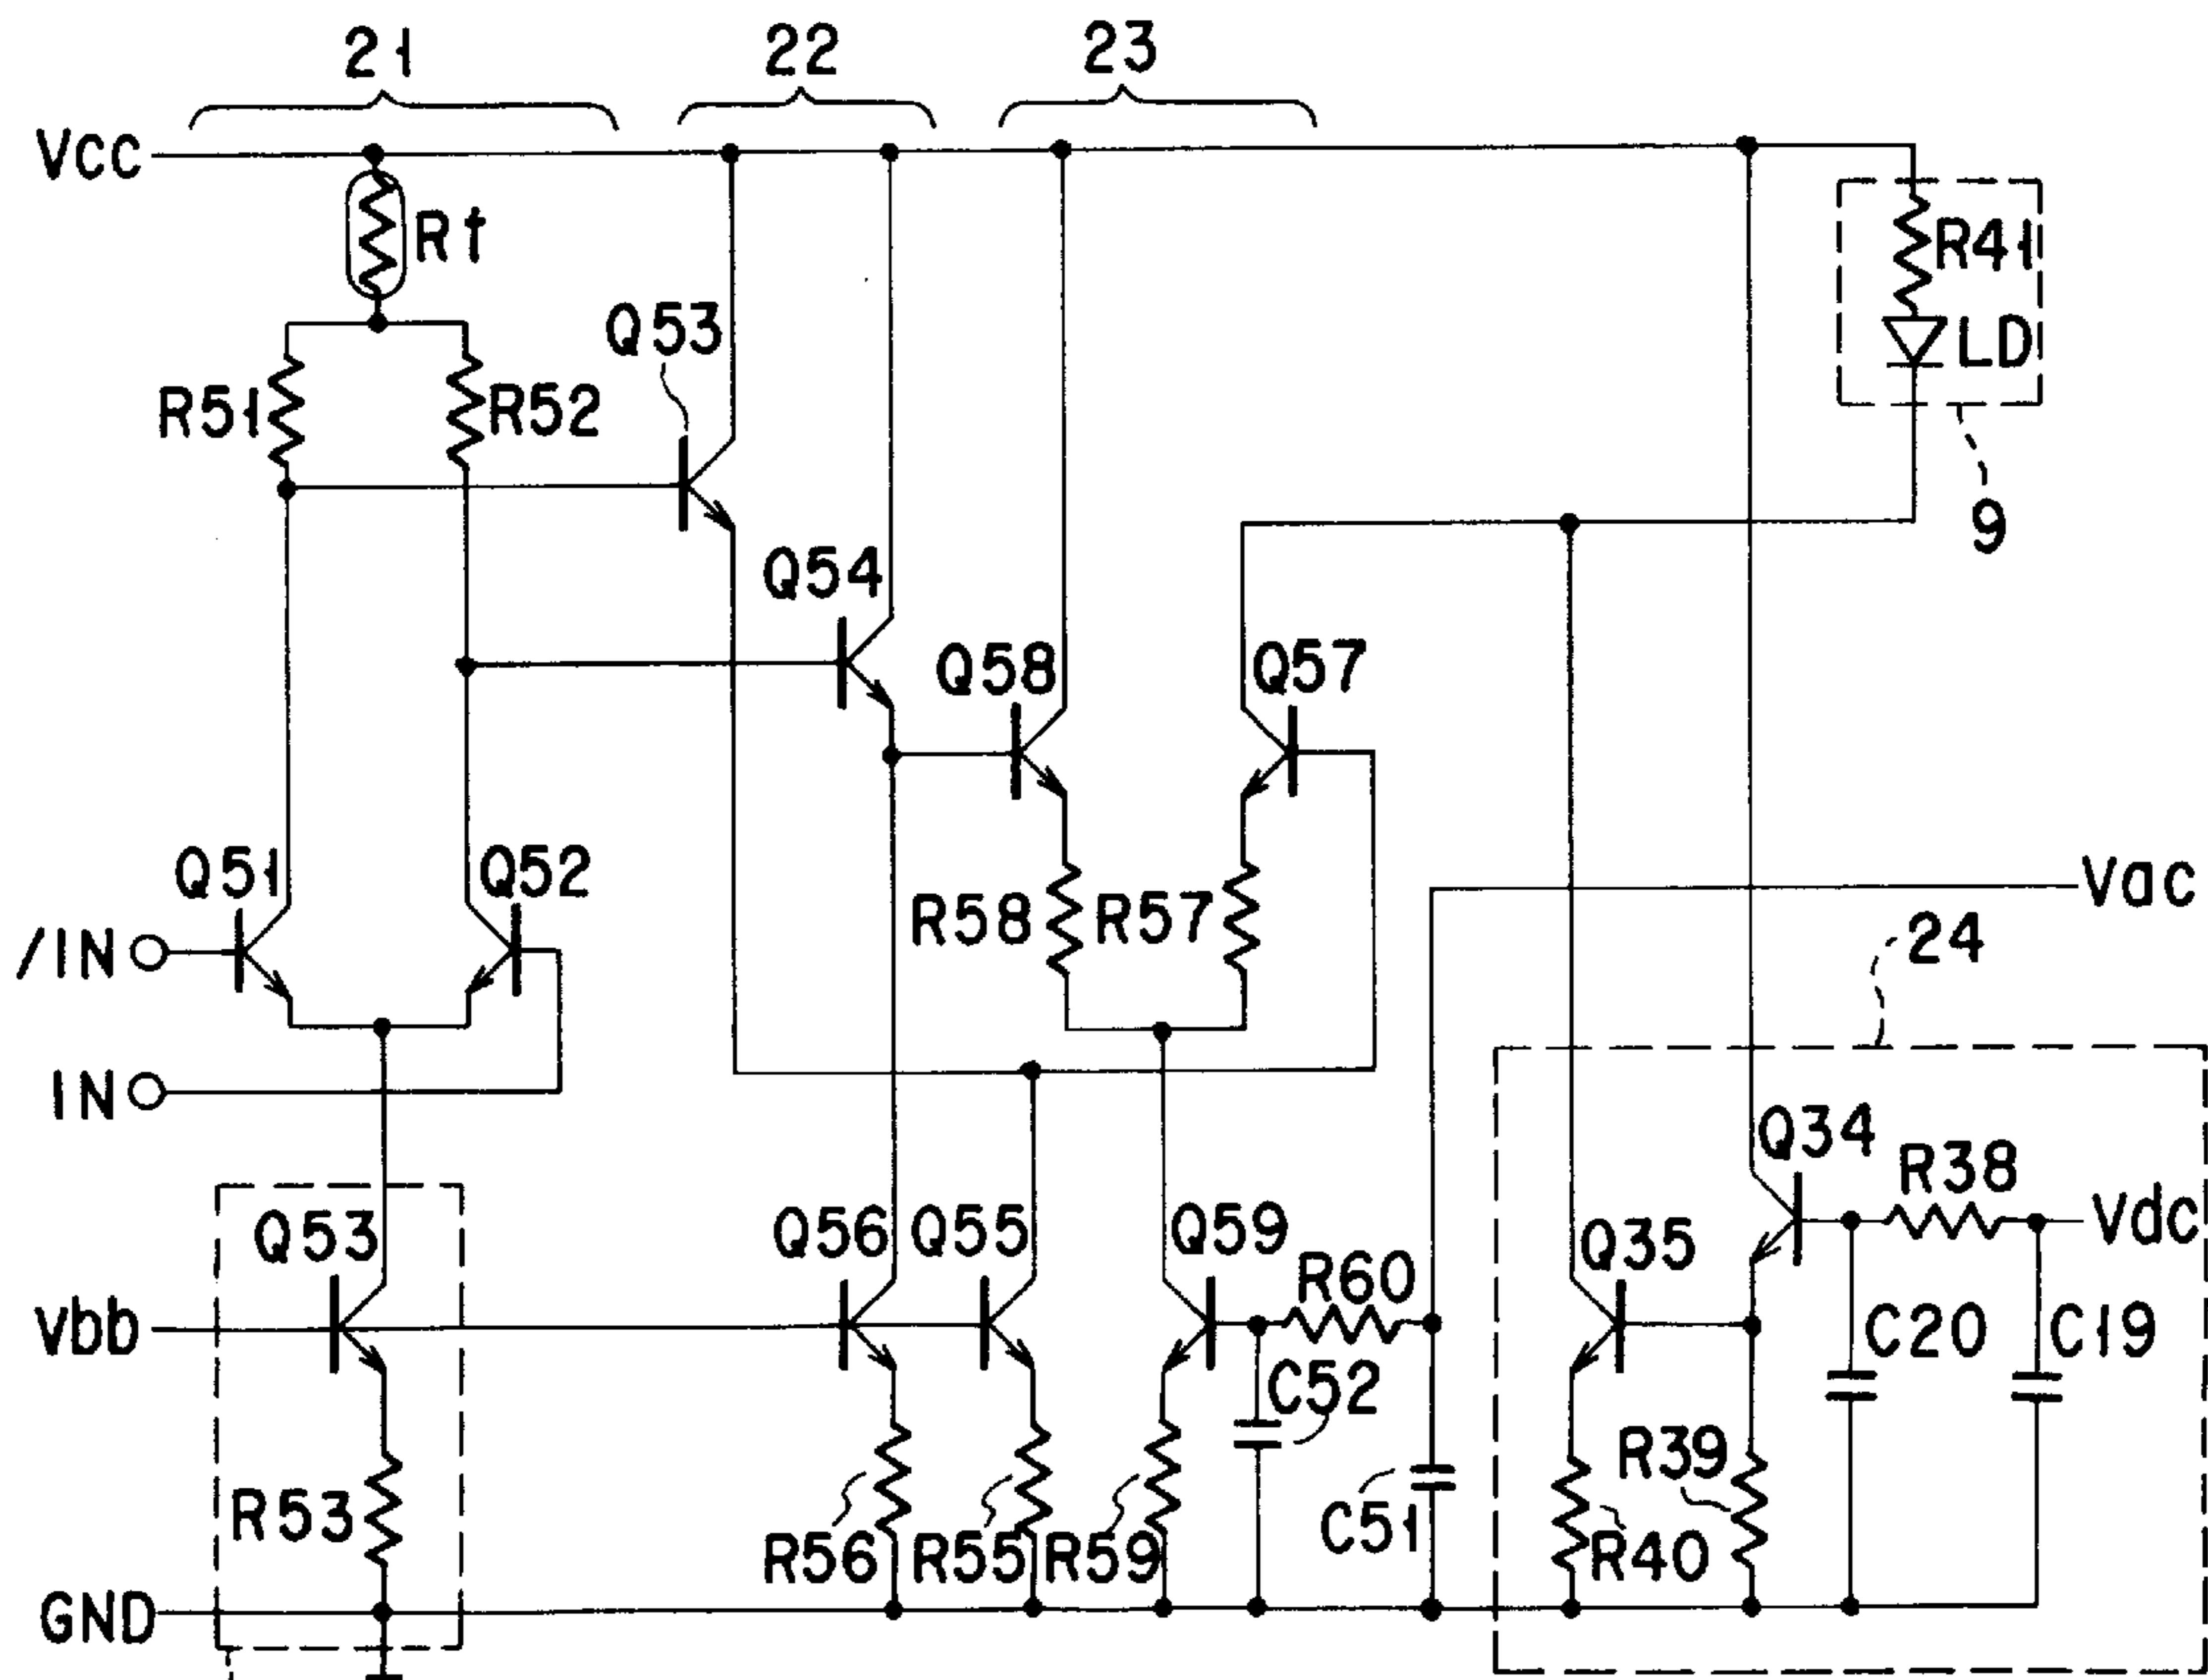 21 22 23
VCC
Rt
R41
LD
Q53
R51 R52
9
Q54
Q58 Q57
Q51 Q52
Vac
R58 R57
24
/IN
IN
Q34
R38
Q53 Q56 Q55 Q59
Vdc
Q35
R60
Vbb
C20 C19
C52
R39
R53
C51
R56 R55 R59
R40
GND